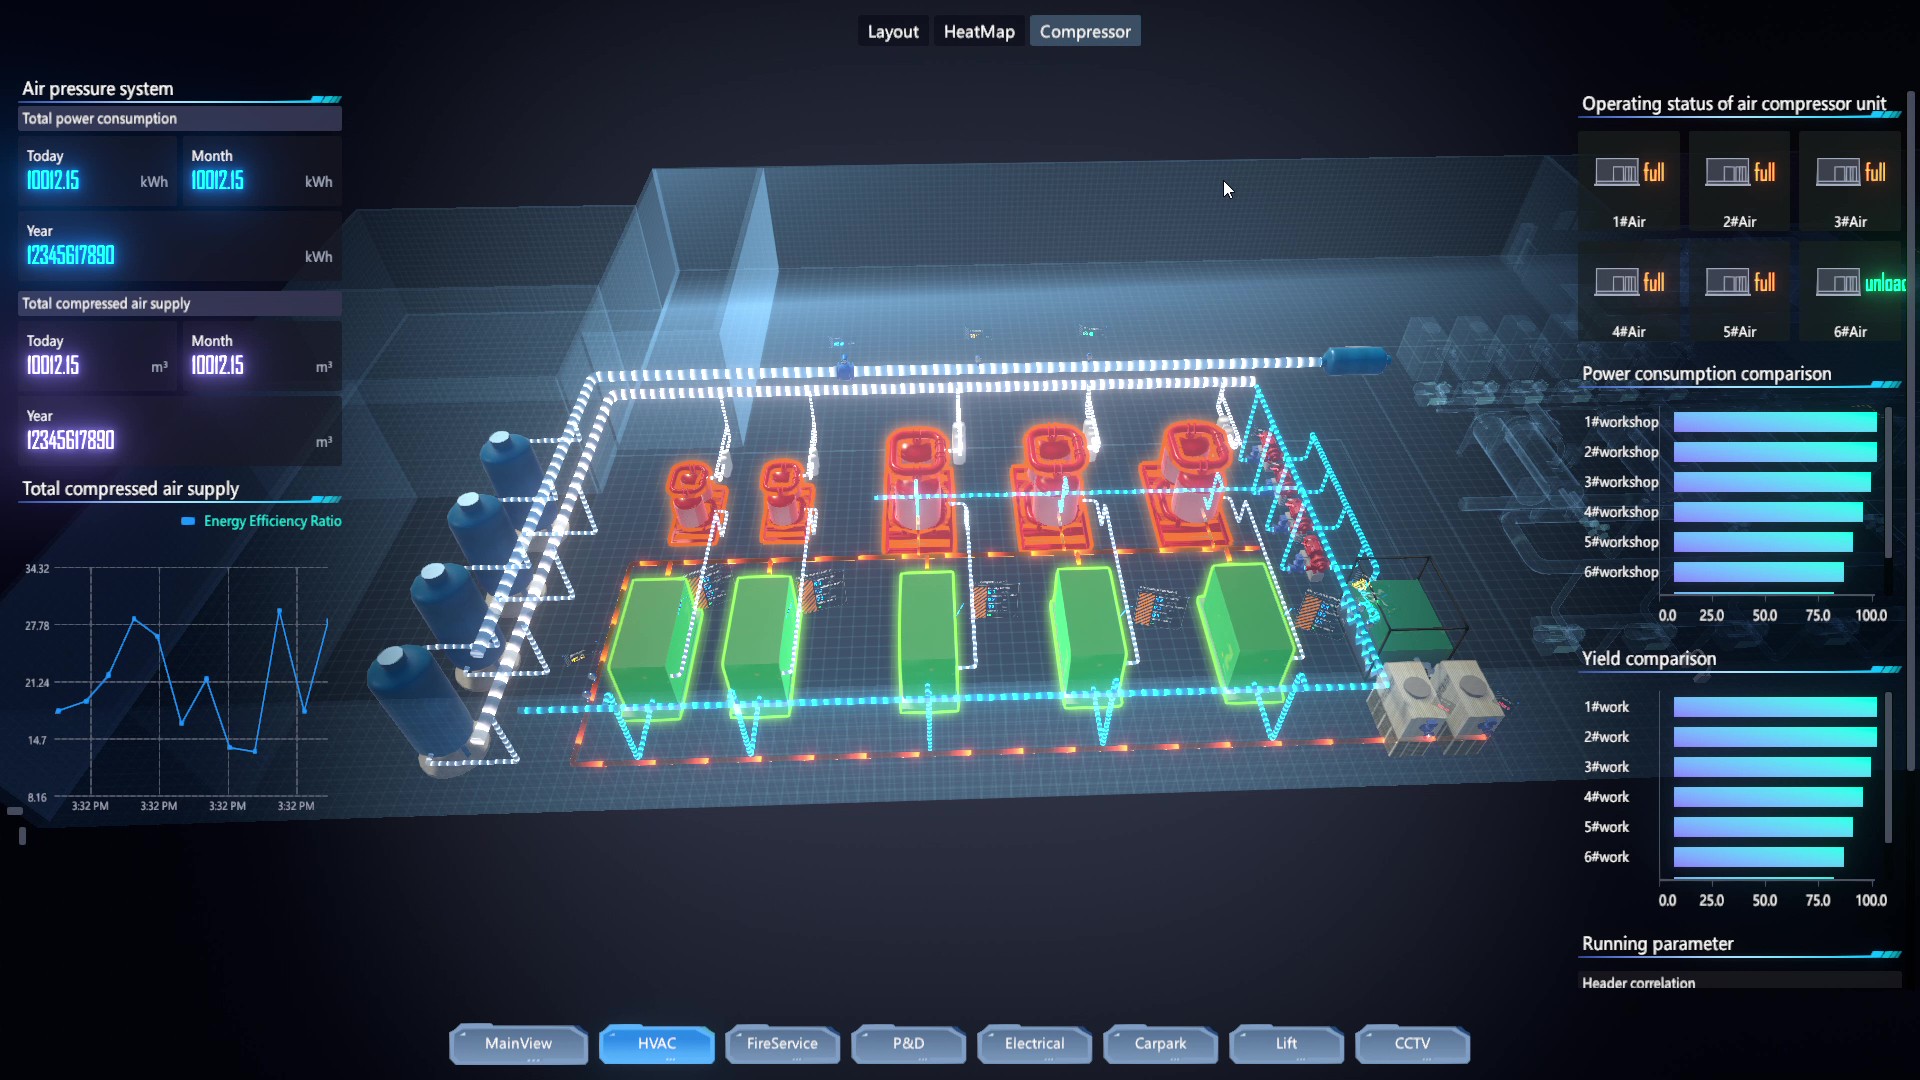 Layout HeatMap Compressor
Air pressure system
Total power consumption
Today Month
10012.15 kWh 10012.15 kWh
Year
12345617890 kWh
Total compressed air supply
Today Month
10012.15 m³ 10012.15 m³
Year
12345617890 m³
Total compressed air supply
Energy Efficiency Ratio
34.32
27.78
21.24
14.7
8.16
3:32 PM 3:32 PM 3:32 PM 3:32 PM
Operating status of air compressor unit
full full full
1#Air 2#Air 3#Air
full full unload
4#Air 5#Air 6#Air
Power consumption comparison
1#workshop
2#workshop
3#workshop
4#workshop
5#workshop
6#workshop
0.0 25.0 50.0 75.0 100.0
Yield comparison
1#work
2#work
3#work
4#work
5#work
6#work
0.0 25.0 50.0 75.0 100.0
Running parameter
Header correlation
MainView HVAC FireService P&D Electrical Carpark Lift CCTV